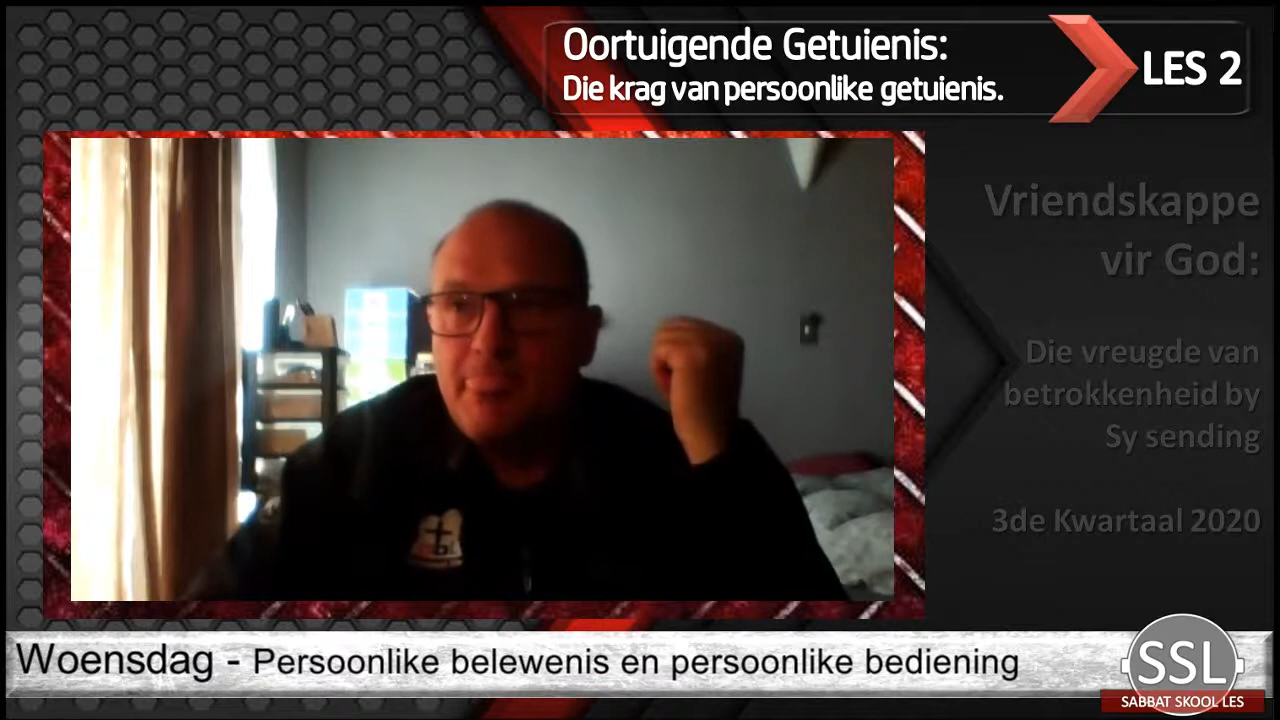 Oortuigende Getuienis:
Die krag van persoonlike getuienis.
LES 2
Vriendskappe
vir God:
Die vreugde van
betrokkenheid by
Sy sending
3de Kwartaal 2020
Woensdag - Persoonlike belewenis en persoonlike bediening
SSL
SABBAT SKOOL LES